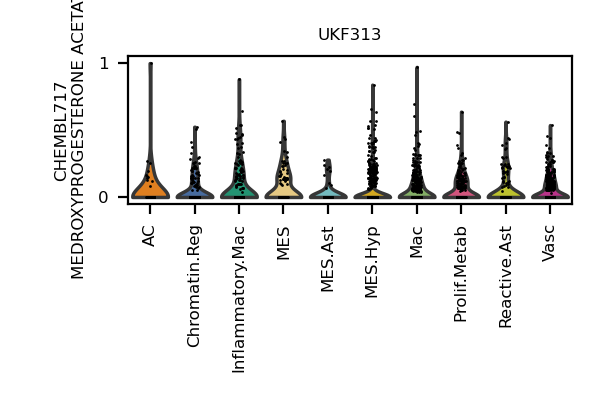 UKF313
CHEMBL717
MEDROXYPROGESTERONE ACETAT
1
0
AC
Chromatin.Reg
Inflammatory.Mac
MES
MES.Ast
MES.Hyp
Mac
Prolif.Metab
Reactive.Ast
Vasc